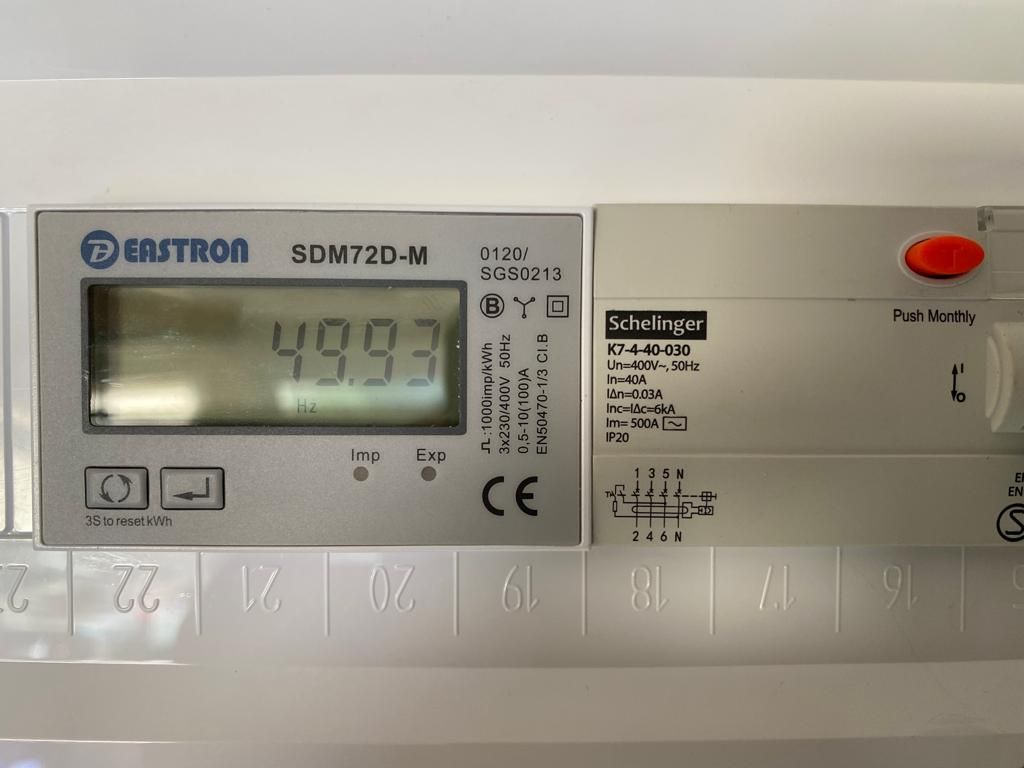 EASTRON
SDM72D-M
0120/
SGS0213
B
49.93
Hz
⎍:1000imp/kWh
3x230/400V 50Hz
0,5-10(100)A
EN50470-1/3 Cl.B
Imp Exp
3S to reset kWh
CE
Schelinger
K7-4-40-030
Un=400V~, 50Hz
In=40A
IΔn=0.03A
Inc=IΔc=6kA
Im= 500A
IP20
1 3 5 N
2 4 6 N
I
Push Monthly
I
O
EN
22
21
20
19
18
17
16